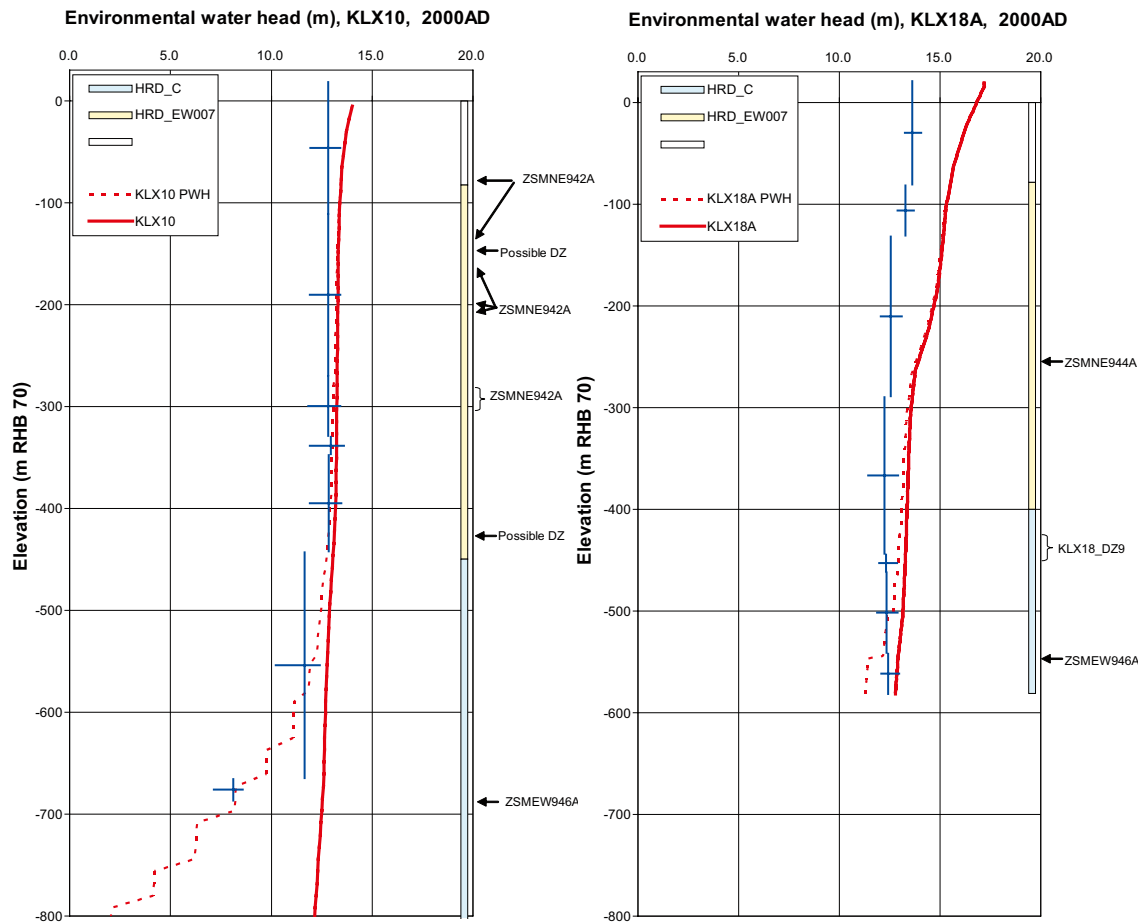 Environmental water head (m), KLX10, 2000AD
0.0 5.0 10.0 15.0 20.0
HRD_C
HRD_EW007
KLX10 PWH
KLX10
0
-100
-200
-300
-400
-500
-600
-700
-800
Elevation (m RHB 70)
ZSMNE942A
Possible DZ
ZSMNE942A
ZSMNE942A
Possible DZ
ZSMEW946A
Environmental water head (m), KLX18A, 2000AD
0.0 5.0 10.0 15.0 20.0
HRD_C
HRD_EW007
KLX18A PWH
KLX18A
0
-100
-200
-300
-400
-500
-600
-700
-800
Elevation (m RHB 70)
ZSMNE944A
KLX18_DZ9
ZSMEW946A